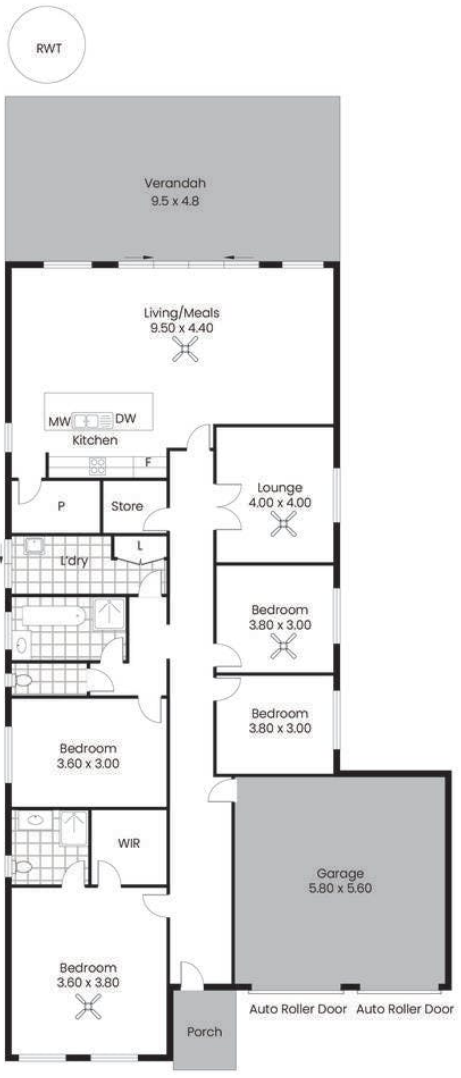 RWT
Verandah
9.5 x 4.8
Living/Meals
9.50 x 4.40
MW
DW
Kitchen
F
P
Store
Lounge
4.00 x 4.00
L
L'dry
Bedroom
3.80 x 3.00
Bedroom
3.80 x 3.00
Bedroom
3.60 x 3.00
WIR
Garage
5.80 x 5.60
Bedroom
3.60 x 3.80
Auto Roller Door Auto Roller Door
Porch